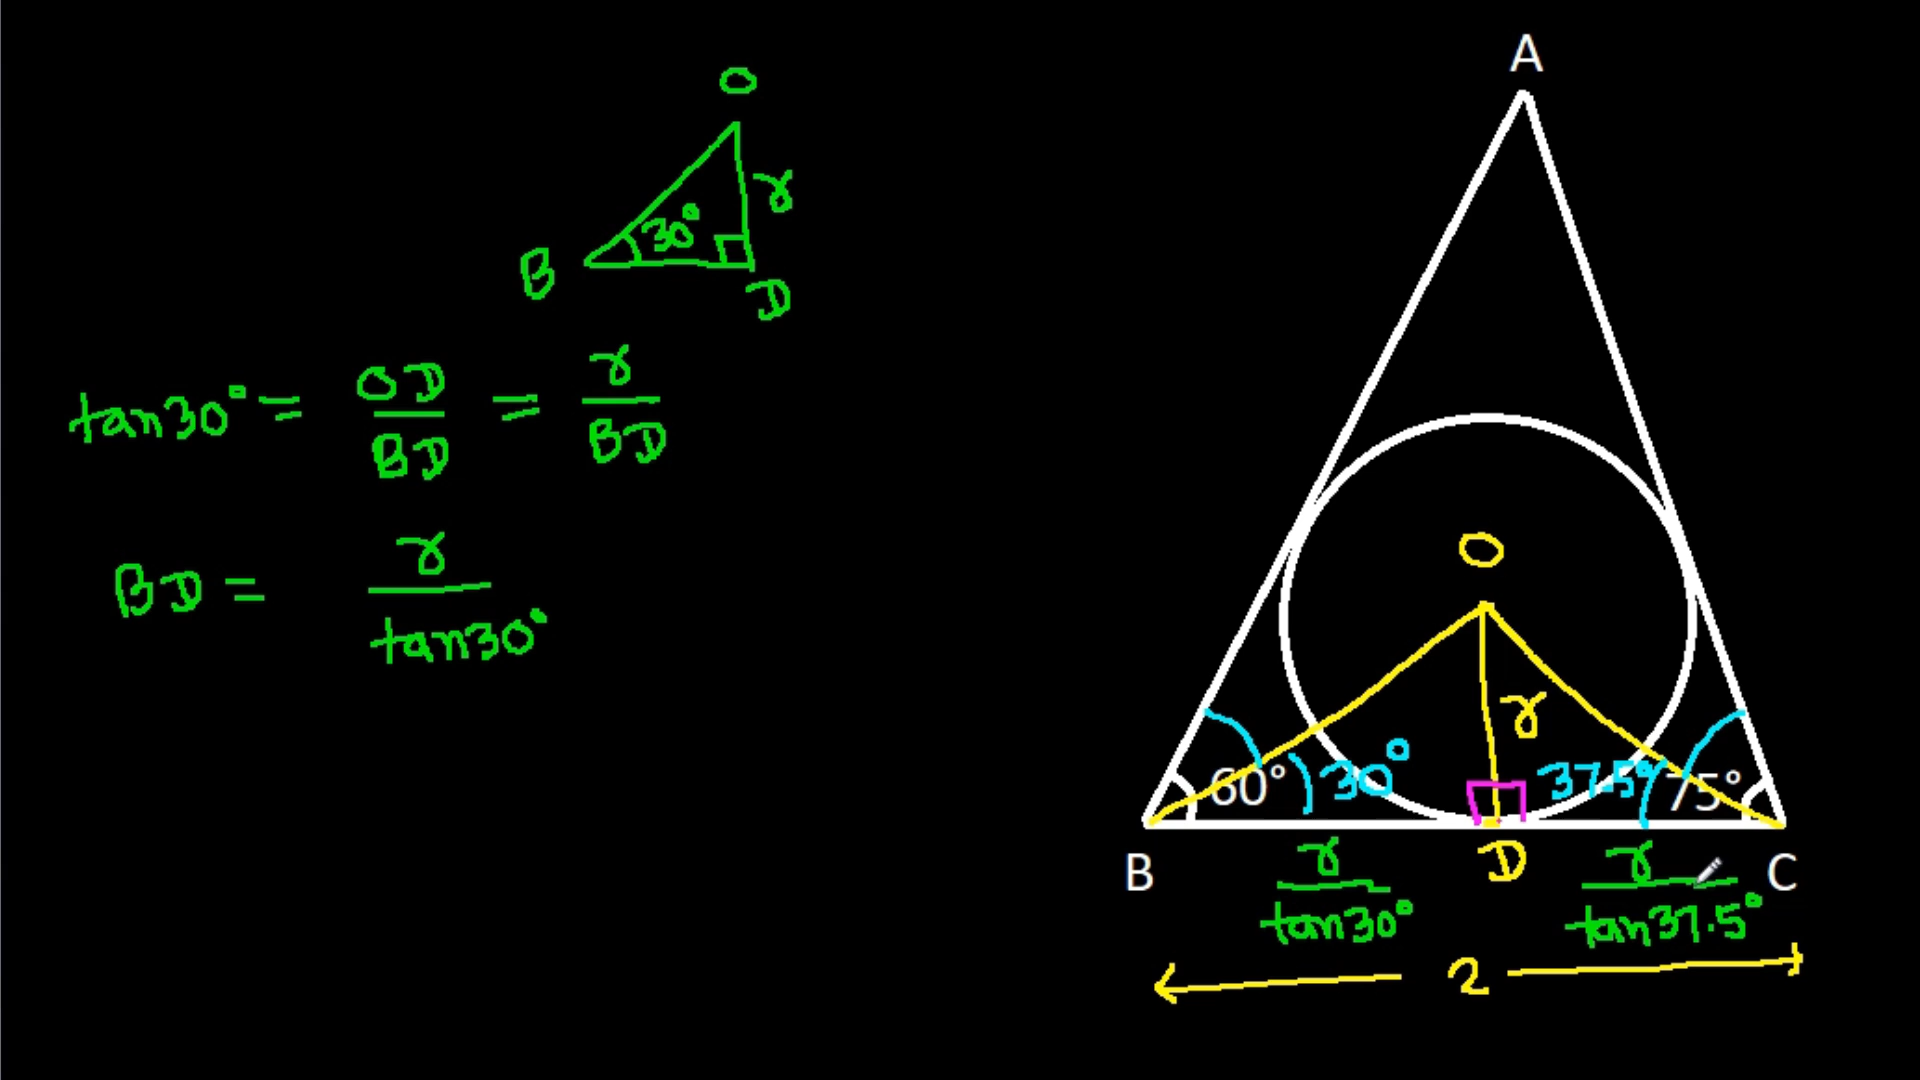 O
r
30°
B
D
tan30° = OD/BD = r/BD
BD = r/tan30°
A
O
r
60° 30° 37.5° 75°
B D C
r/tan30° r/tan37.5°
2